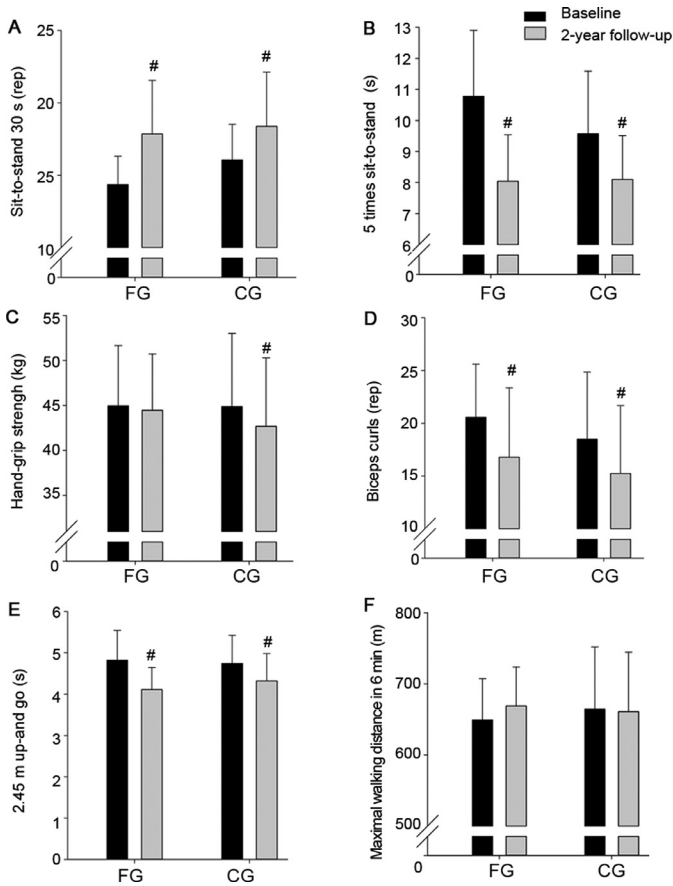 Baseline
2-year follow-up
A
Sit-to-stand 30 s (rep)
25
20
25
10
0
#
#
FG
CG
B
5 times sit-to-stand (s)
13
12
11
10
9
8
7
6
0
#
#
FG
CG
C
Hand-grip strengh (kg)
55
50
45
40
35
0
#
FG
CG
D
Biceps curls (rep)
30
25
20
15
10
0
#
#
FG
CG
E
2.45 m up-and go (s)
6
5
4
3
2
1
0
#
#
FG
CG
F
Maximal walking distance in 6 min (m)
800
700
600
500
0
FG
CG